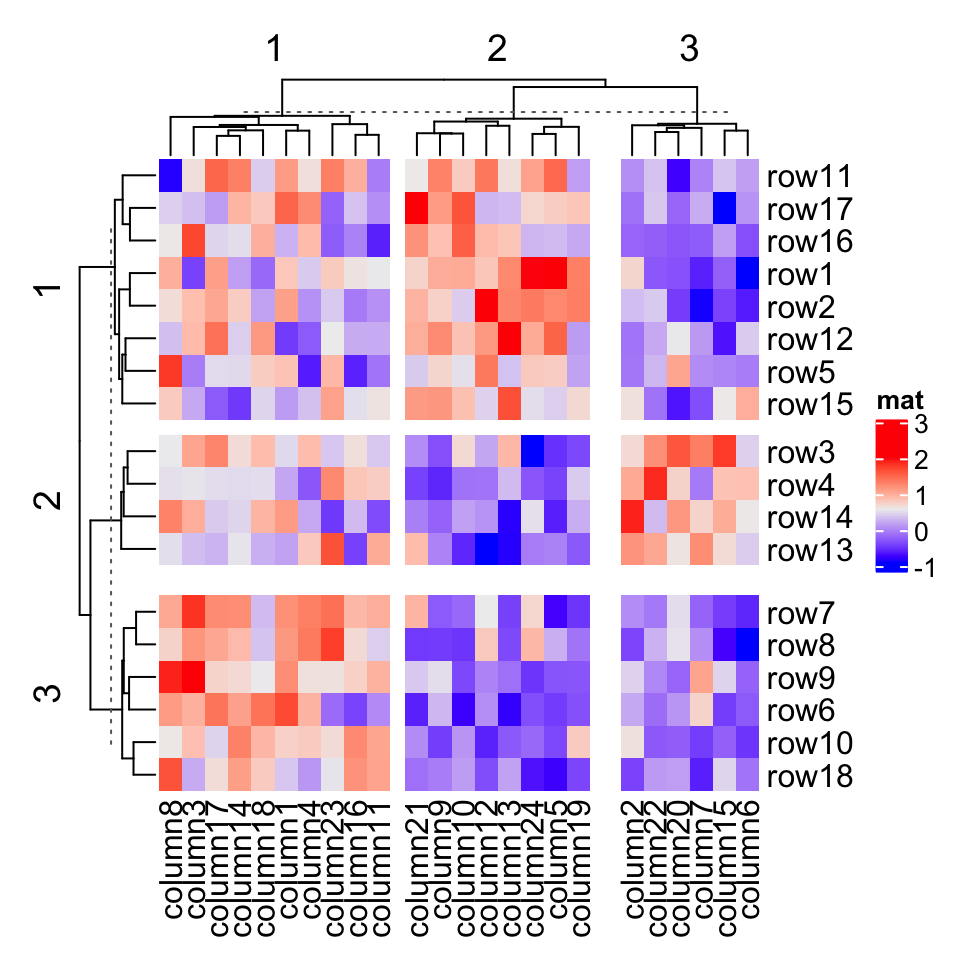 1 2 3
1
2
3
row11
row17
row16
row1
row2
row12
row5
row15
row3
row4
row14
row13
row7
row8
row9
row6
row10
row18
mat
3
2
1
0
-1
column8
column3
column17
column14
column18
column1
column4
column23
column16
column11
column21
column9
column10
column12
column13
column24
column5
column19
column2
column22
column20
column7
column15
column6